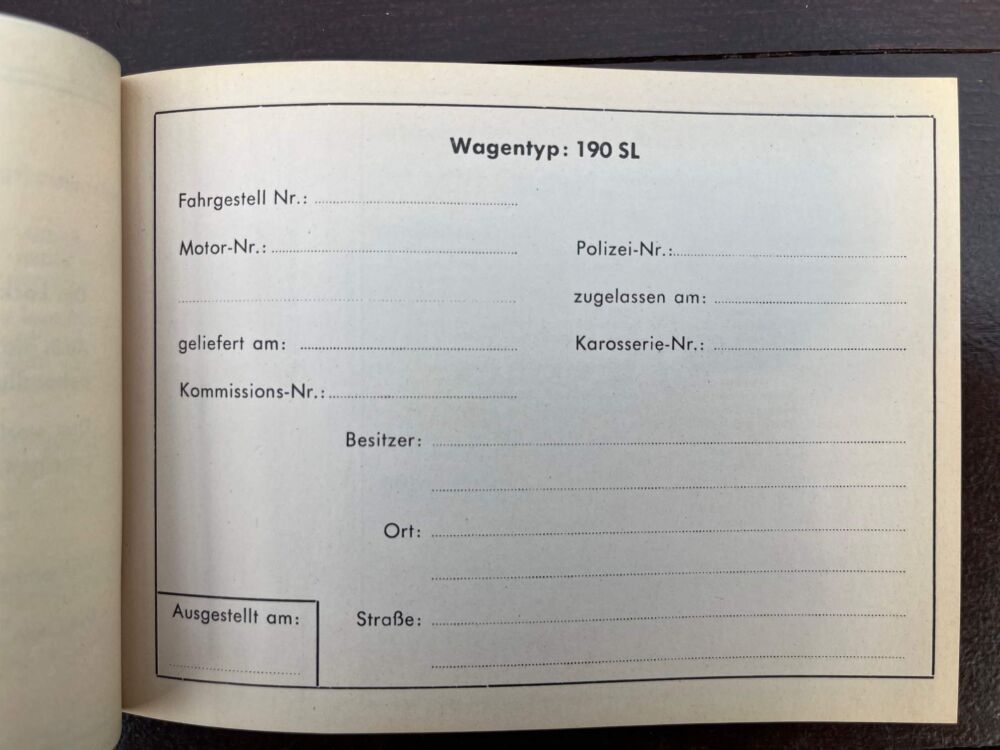 Wagentyp: 190 SL
Fahrgestell Nr.:
Motor-Nr.: Polizei-Nr.:
zugelassen am:
geliefert am: Karosserie-Nr.:
Kommissions-Nr.:
Besitzer:
Ort:
Ausgestellt am: Straße: